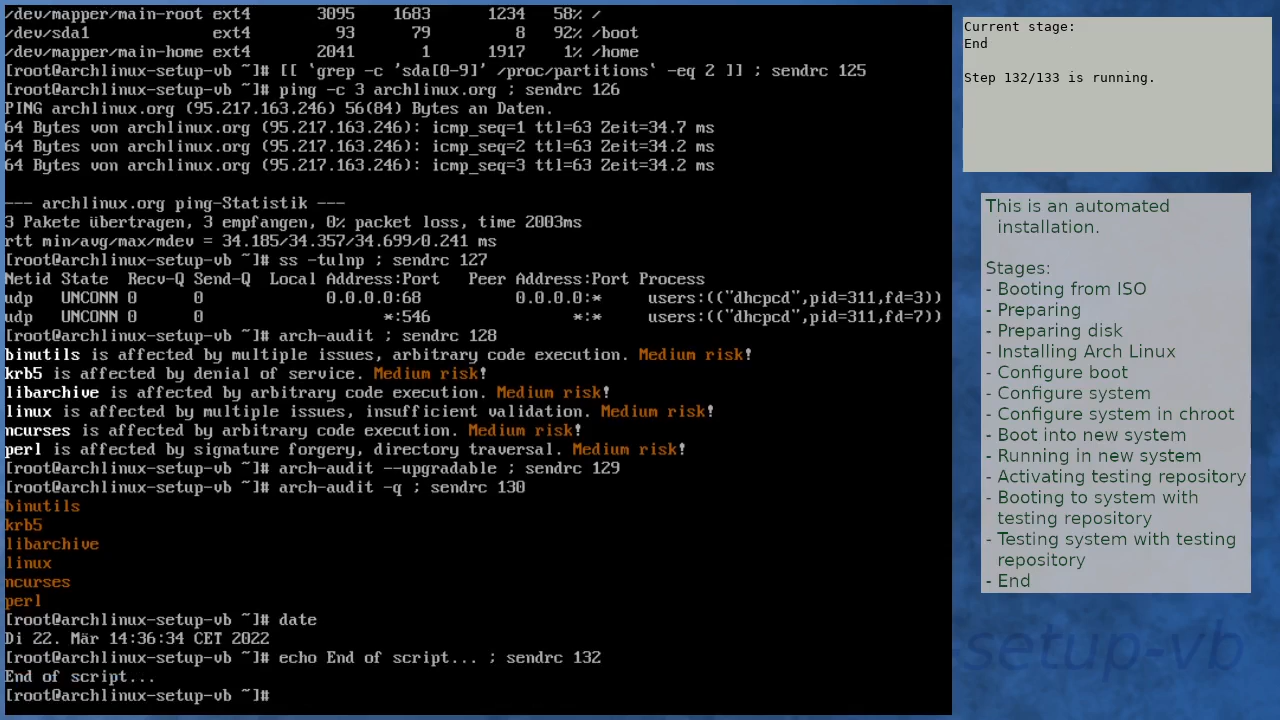 /dev/mapper/main-root ext4       3095     1683      1234   58% /
/dev/sda1             ext4         93       79         8   92% /boot
/dev/mapper/main-home ext4       2041        1      1917    1% /home
[root@archlinux-setup-vb ~]# [[ `grep -c 'sda[0-9]' /proc/partitions` -eq 2 ]] ; sendrc 125
[root@archlinux-setup-vb ~]# ping -c 3 archlinux.org ; sendrc 126
PING archlinux.org (95.217.163.246) 56(84) Bytes an Daten.
64 Bytes von archlinux.org (95.217.163.246): icmp_seq=1 ttl=63 Zeit=34.7 ms
64 Bytes von archlinux.org (95.217.163.246): icmp_seq=2 ttl=63 Zeit=34.2 ms
64 Bytes von archlinux.org (95.217.163.246): icmp_seq=3 ttl=63 Zeit=34.2 ms
--- archlinux.org ping-Statistik ---
3 Pakete übertragen, 3 empfangen, 0% packet loss, time 2003ms
rtt min/avg/max/mdev = 34.185/34.357/34.699/0.241 ms
[root@archlinux-setup-vb ~]# ss -tulnp ; sendrc 127
Netid State  Recv-Q Send-Q  Local Address:Port   Peer Address:Port Process
udp   UNCONN 0      0             0.0.0.0:68          0.0.0.0:*     users:(("dhcpcd",pid=311,fd=3))
udp   UNCONN 0      0                   *:546               *:*     users:(("dhcpcd",pid=311,fd=7))
[root@archlinux-setup-vb ~]# arch-audit ; sendrc 128
binutils is affected by multiple issues, arbitrary code execution. Medium risk!
krb5 is affected by denial of service. Medium risk!
libarchive is affected by arbitrary code execution. Medium risk!
linux is affected by multiple issues, insufficient validation. Medium risk!
ncurses is affected by arbitrary code execution. Medium risk!
perl is affected by signature forgery, directory traversal. Medium risk!
[root@archlinux-setup-vb ~]# arch-audit --upgradable ; sendrc 129
[root@archlinux-setup-vb ~]# arch-audit -q ; sendrc 130
binutils
krb5
libarchive
linux
ncurses
perl
[root@archlinux-setup-vb ~]# date
Di 22. Mär 14:36:34 CET 2022
[root@archlinux-setup-vb ~]# echo End of script... ; sendrc 132
End of script...
[root@archlinux-setup-vb ~]#
Current stage:
End
Step 132/133 is running.
This is an automated
installation.
Stages:
- Booting from ISO
- Preparing
- Preparing disk
- Installing Arch Linux
- Configure boot
- Configure system
- Configure system in chroot
- Boot into new system
- Running in new system
- Activating testing repository
- Booting to system with
testing repository
- Testing system with testing
repository
- End
setup-vb